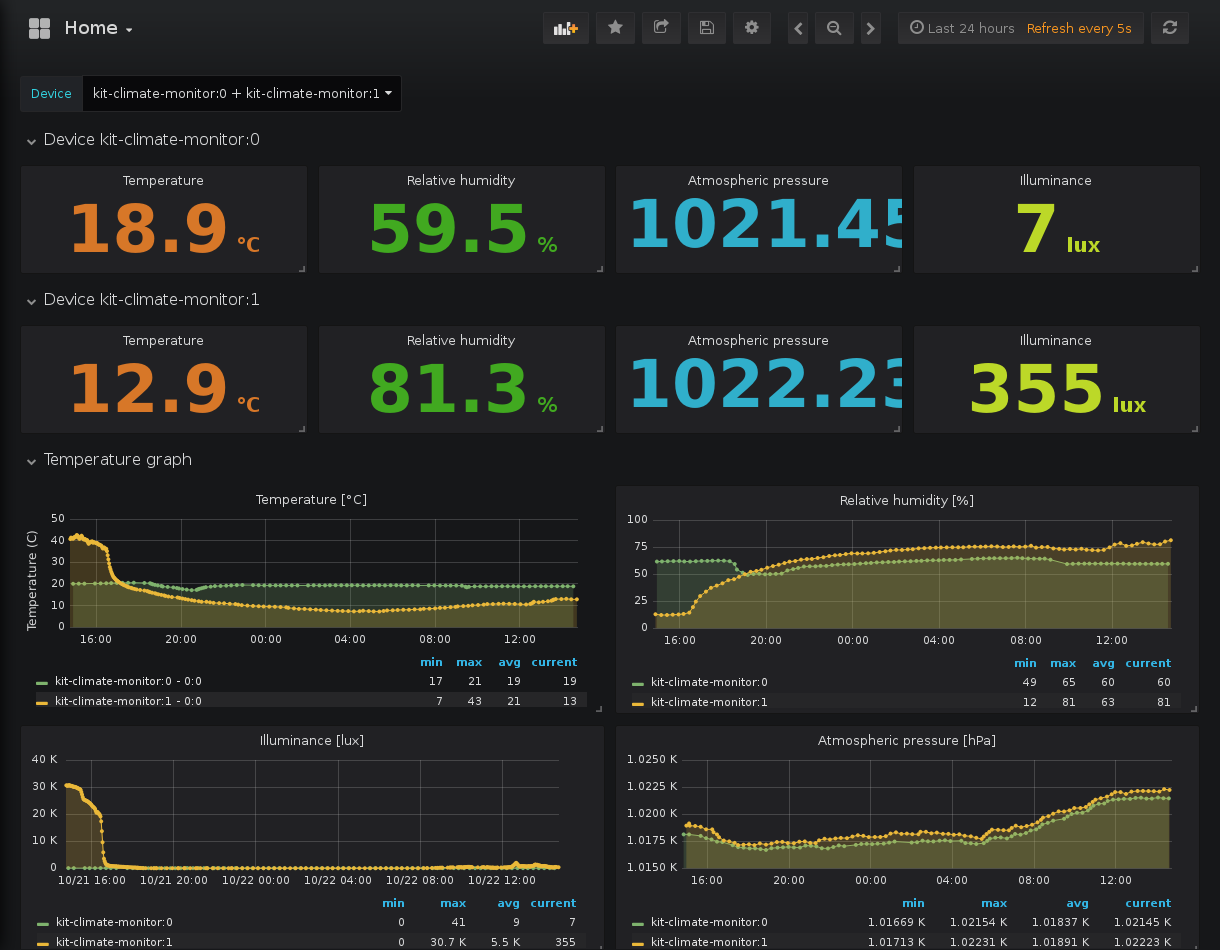 Home
Last 24 hours Refresh every 5s
Device kit-climate-monitor:0 + kit-climate-monitor:1
Device kit-climate-monitor:0
Temperature Relative humidity Atmospheric pressure Illuminance
18.9 °C 59.5 % 1021.45 7 lux
Device kit-climate-monitor:1
Temperature Relative humidity Atmospheric pressure Illuminance
12.9 °C 81.3 % 1022.23 355 lux
Temperature graph
Temperature [°C]
Temperature (C)
50
40
30
20
10
0
16:00 20:00 00:00 04:00 08:00 12:00
min max avg current
kit-climate-monitor:0 - 0:0 17 21 19 19
kit-climate-monitor:1 - 0:0 7 43 21 13
Relative humidity [%]
100
75
50
25
0
16:00 20:00 00:00 04:00 08:00 12:00
min max avg current
kit-climate-monitor:0 49 65 60 60
kit-climate-monitor:1 12 81 63 81
Illuminance [lux]
40 K
30 K
20 K
10 K
0
10/21 16:00 10/21 20:00 10/22 00:00 10/22 04:00 10/22 08:00 10/22 12:00
min max avg current
kit-climate-monitor:0 0 41 9 7
kit-climate-monitor:1 0 30.7 K 5.5 K 355
Atmospheric pressure [hPa]
1.0250 K
1.0225 K
1.0200 K
1.0175 K
1.0150 K
16:00 20:00 00:00 04:00 08:00 12:00
min max avg current
kit-climate-monitor:0 1.01669 K 1.02154 K 1.01837 K 1.02145 K
kit-climate-monitor:1 1.01713 K 1.02231 K 1.01891 K 1.02223 K